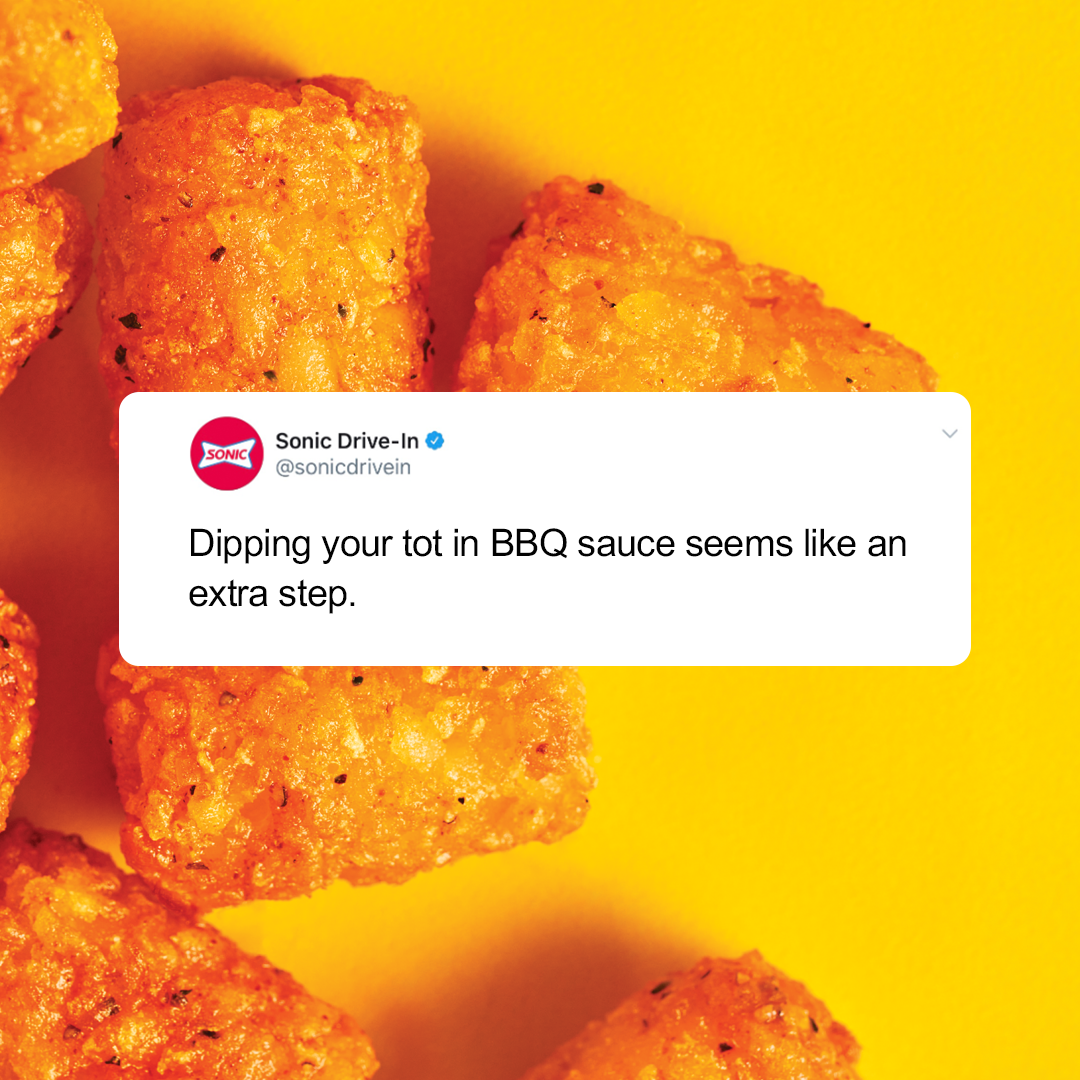 SONIC
Sonic Drive-In
@sonicdrivein
Dipping your tot in BBQ sauce seems like an
extra step.